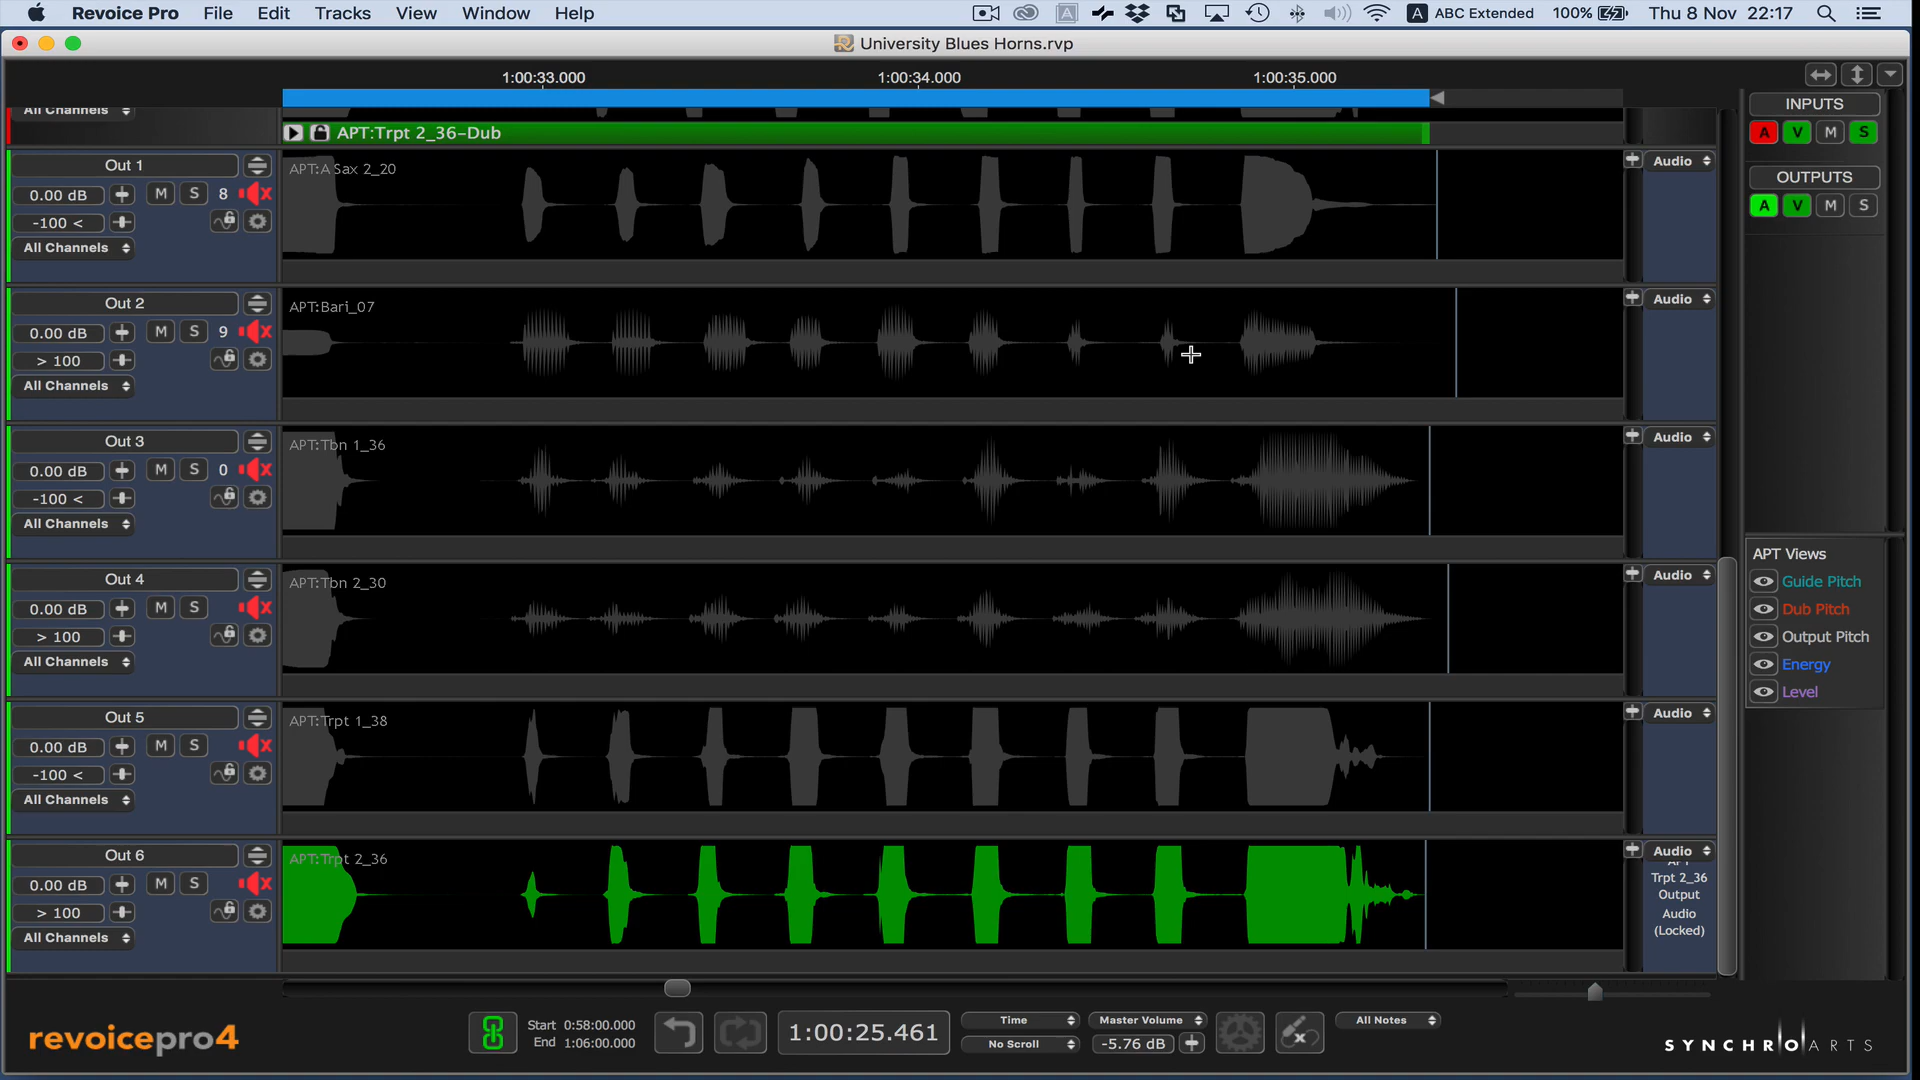 Revoice Pro File Edit Tracks View Window Help A ABC Extended 100% Thu 8 Nov 22:17
University Blues Horns.rvp
1:00:33.000 1:00:34.000 1:00:35.000
All Channels
APT:Trpt 2_36-Dub
INPUTS
A V M S
OUTPUTS
A V M S
Out 1
APT:A Sax 2_20
Audio
0.00 dB M S 8
-100 <
All Channels
Out 2
APT:Bari_07
Audio
0.00 dB M S 9
> 100
All Channels
Out 3
APT:Tbn 1_36
Audio
0.00 dB M S 0
-100 <
All Channels
Out 4
APT:Tbn 2_30
Audio
0.00 dB M S
> 100
All Channels
APT Views
Guide Pitch
Dub Pitch
Output Pitch
Energy
Level
Out 5
APT:Trpt 1_38
Audio
0.00 dB M S
-100 <
All Channels
Out 6
APT:Trpt 2_36
Audio
0.00 dB M S
> 100
All Channels
APT
Trpt 2_36
Output
Audio
(Locked)
revoicepro4
Start 0:58:00.000
End 1:06:00.000
1:00:25.461
Time
No Scroll
Master Volume
-5.76 dB
All Notes
SYNCHROARTS